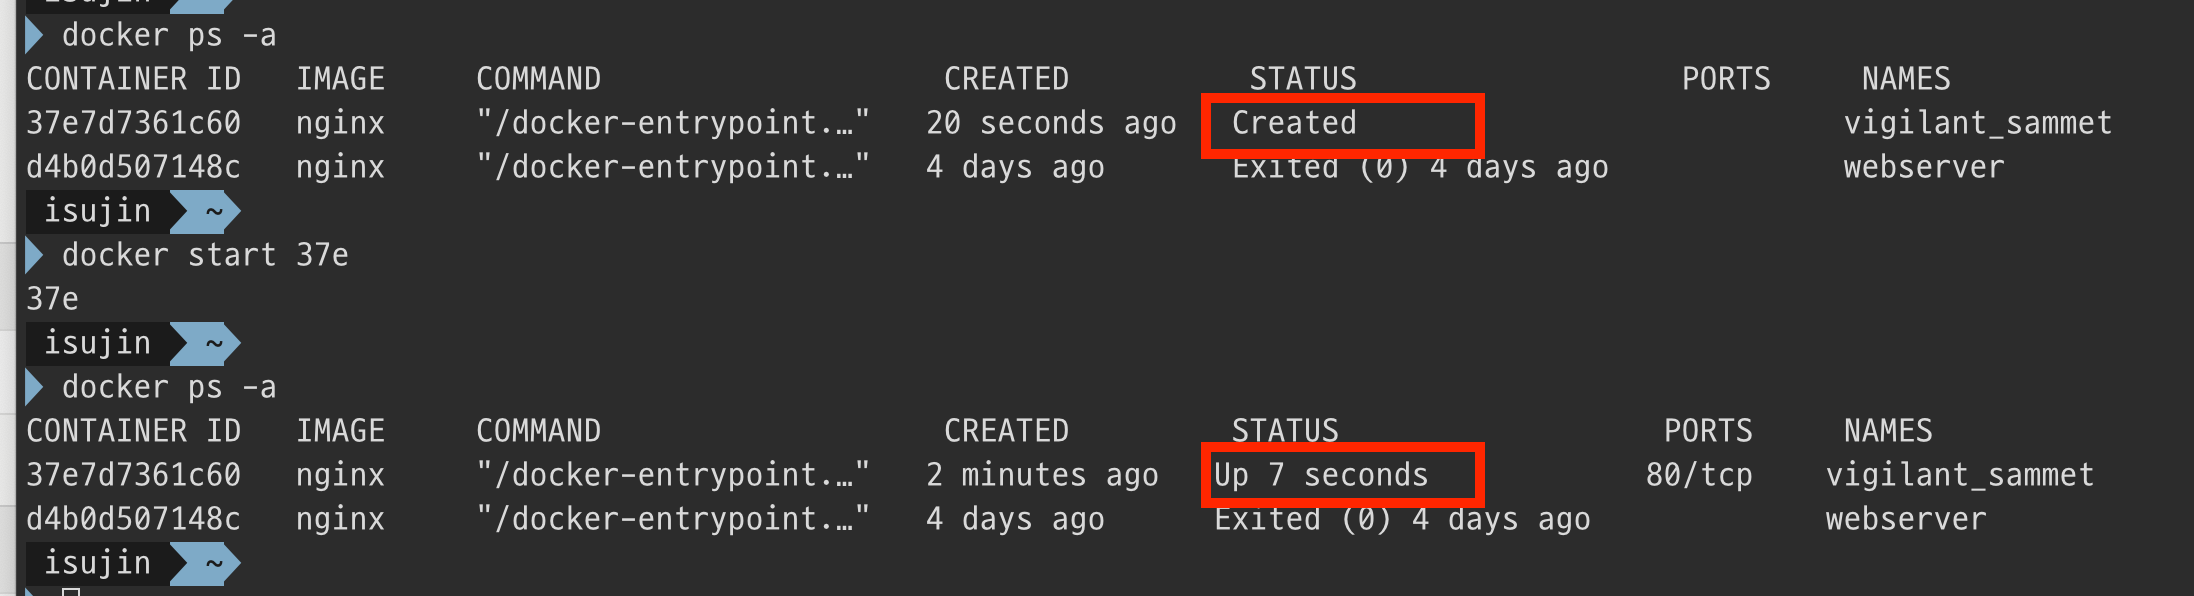 isujin
docker ps -a
CONTAINER ID IMAGE COMMAND CREATED STATUS PORTS NAMES
37e7d7361c60 nginx "/docker-entrypoint.…" 20 seconds ago Created vigilant_sammet
d4b0d507148c nginx "/docker-entrypoint.…" 4 days ago Exited (0) 4 days ago webserver
isujin ~
docker start 37e
37e
isujin ~
docker ps -a
CONTAINER ID IMAGE COMMAND CREATED STATUS PORTS NAMES
37e7d7361c60 nginx "/docker-entrypoint.…" 2 minutes ago Up 7 seconds 80/tcp vigilant_sammet
d4b0d507148c nginx "/docker-entrypoint.…" 4 days ago Exited (0) 4 days ago webserver
isujin ~